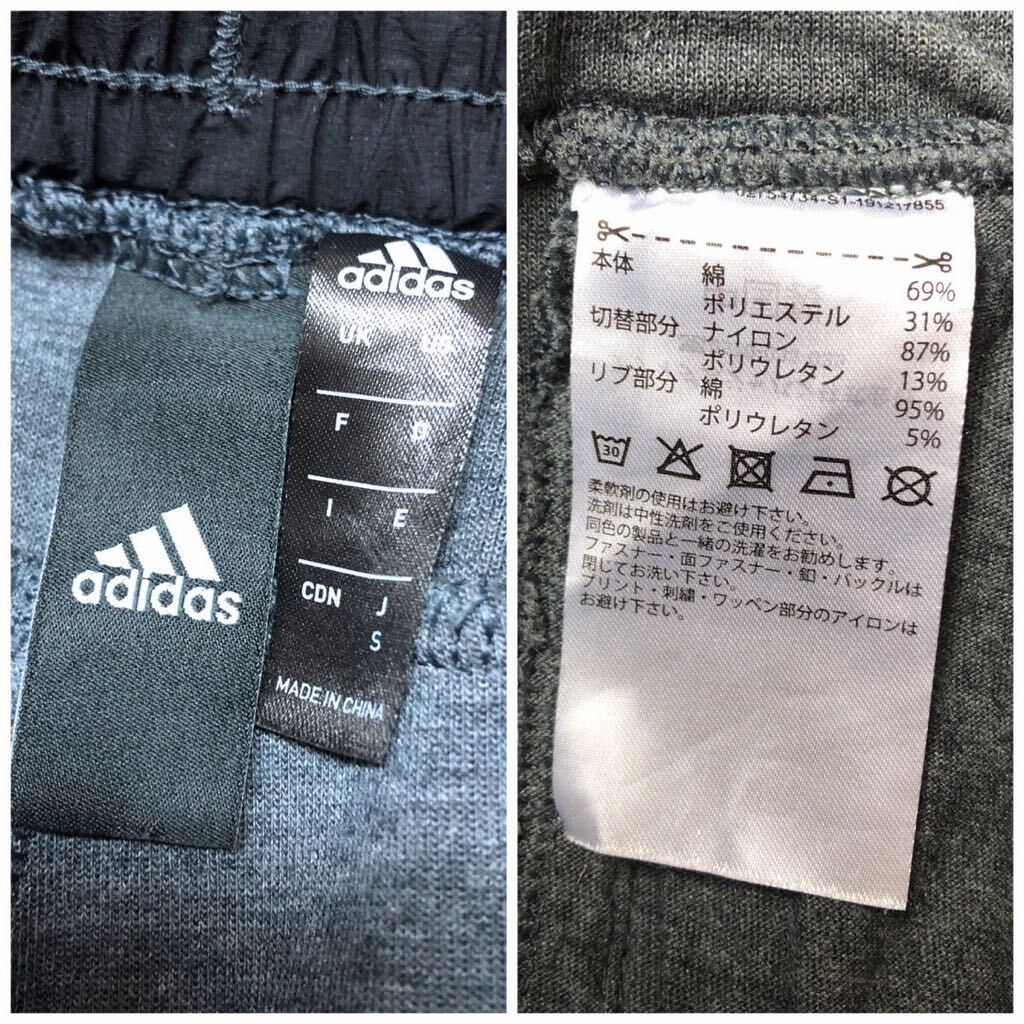 adidas
adidas
UK
F
I E
CDN J
S
MADE IN CHINA
本体 綿 69%
ポリエステル 31%
切替部分 ナイロン 87%
ポリウレタン 13%
リブ部分 綿 95%
ポリウレタン 5%
30
柔軟剤の使用はお避け下さい。
洗剤は中性洗剤をご使用ください。
同色の製品と一緒の洗濯をお勧めします。
ファスナー・面ファスナー・釦・バックルは
閉じてお洗い下さい。
プリント・刺繍・ワッペン部分のアイロンは
お避け下さい。